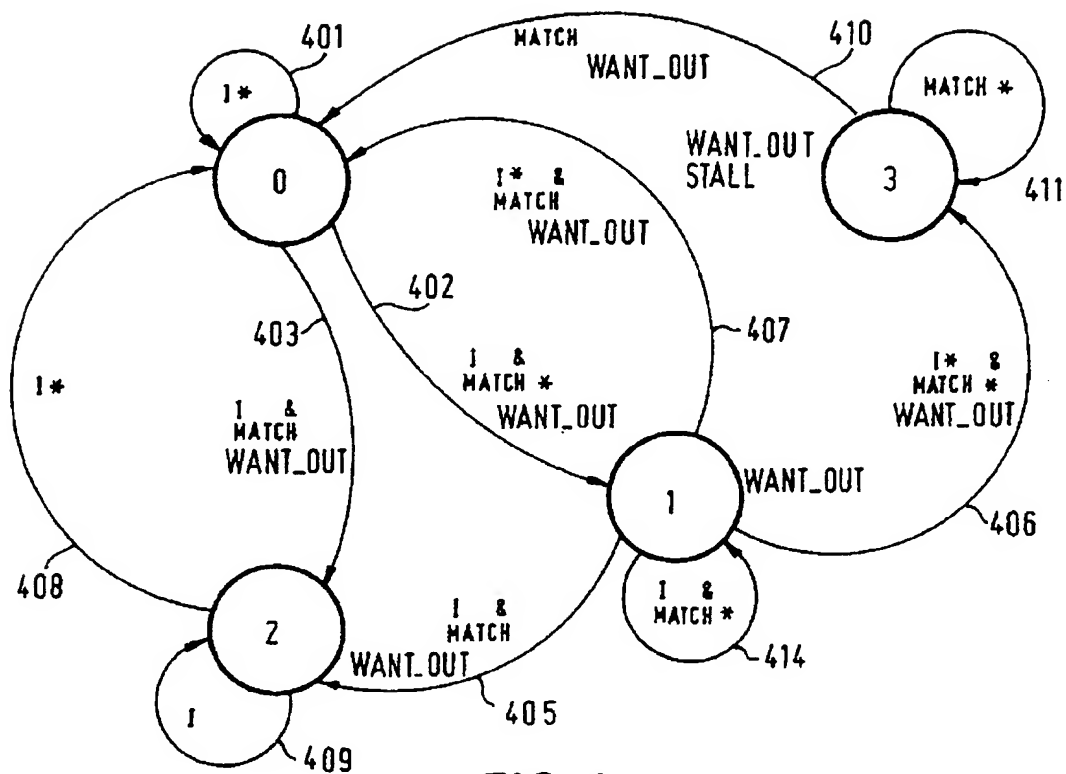 401
MATCH
WANT_OUT
410
I*
MATCH *
0
WANT_OUT
STALL
3
411
I* &
MATCH
WANT_OUT
402
403
407
I &
MATCH *
WANT_OUT
I* &
MATCH *
WANT_OUT
I*
I &
MATCH
WANT_OUT
1
WANT_OUT
406
408
I &
MATCH *
414
2
I &
MATCH
WANT_OUT
405
I
409